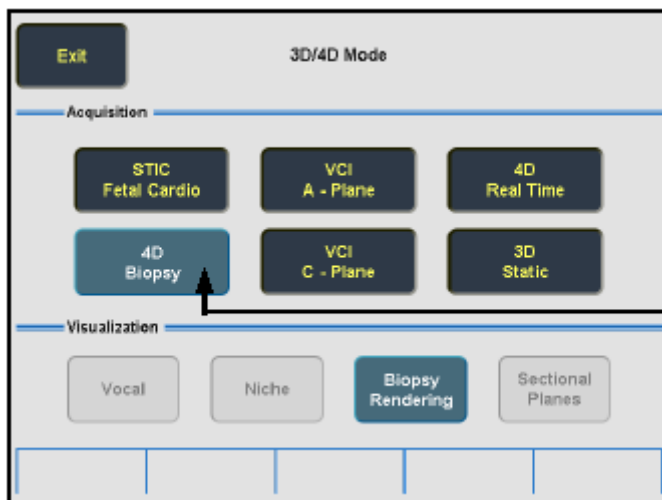 Exit
3D/4D Mode
Acquisition
STIC
Fetal Cardio
VCI
A - Plane
4D
Real Time
4D
Biopsy
VCI
C - Plane
3D
Static
Visualization
Vocal
Niche
Biopsy
Rendering
Sectional
Planes